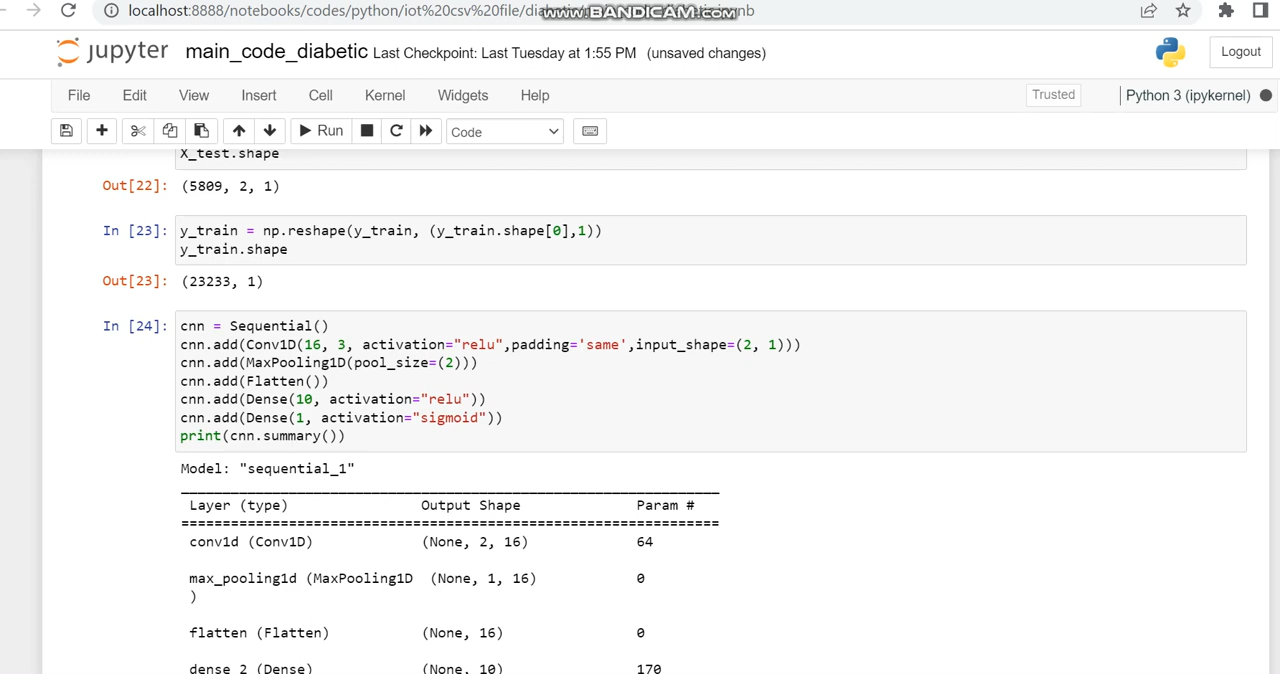 localhost:8888/notebooks/codes/python/iot%20csv%20file/diab
www.BANDICAM.com
nb
jupyter main_code_diabetic Last Checkpoint: Last Tuesday at 1:55 PM (unsaved changes)
Logout
File Edit View Insert Cell Kernel Widgets Help
Trusted
Python 3 (ipykernel)
Run
Code
X_test.shape
Out[22]: (5809, 2, 1)
In [23]: y_train = np.reshape(y_train, (y_train.shape[0],1))
y_train.shape
Out[23]: (23233, 1)
In [24]: cnn = Sequential()
cnn.add(Conv1D(16, 3, activation="relu",padding='same',input_shape=(2, 1)))
cnn.add(MaxPooling1D(pool_size=(2)))
cnn.add(Flatten())
cnn.add(Dense(10, activation="relu"))
cnn.add(Dense(1, activation="sigmoid"))
print(cnn.summary())
Model: "sequential_1"
Layer (type) Output Shape Param #
conv1d (Conv1D) (None, 2, 16) 64
max_pooling1d (MaxPooling1D (None, 1, 16) 0
)
flatten (Flatten) (None, 16) 0
dense_2 (Dense) (None, 10) 170